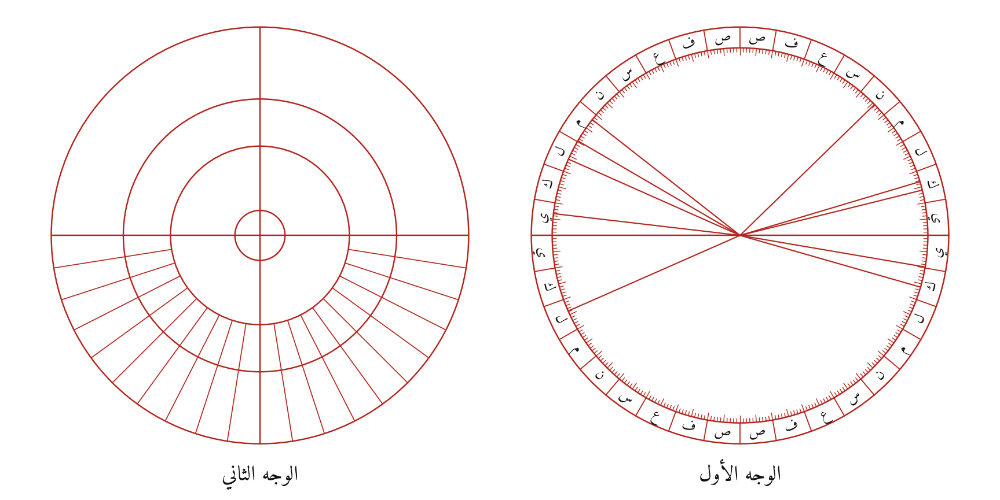 ص ف ع س ن م ل ك ي
ي ك ل م ن س ع ف ص
ص ف ع س ن م ل ك ي
ي ك ل م ن س ع ف ص
الوجه الأول
الوجه الثاني